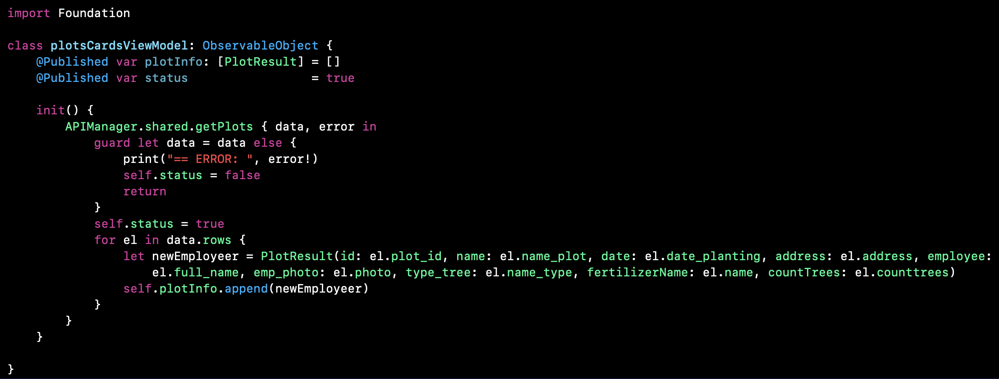 import Foundation
class plotsCardsViewModel: ObservableObject {
    @Published var plotInfo: [PlotResult] = []
    @Published var status                 = true
    init() {
        APIManager.shared.getPlots { data, error in
            guard let data = data else {
                print("== ERROR: ", error!)
                self.status = false
                return
            }
            self.status = true
            for el in data.rows {
                let newEmployeer = PlotResult(id: el.plot_id, name: el.name_plot, date: el.date_planting, address: el.address, employee:
                    el.full_name, emp_photo: el.photo, type_tree: el.name_type, fertilizerName: el.name, countTrees: el.counttrees)
                self.plotInfo.append(newEmployeer)
            }
        }
    }
}